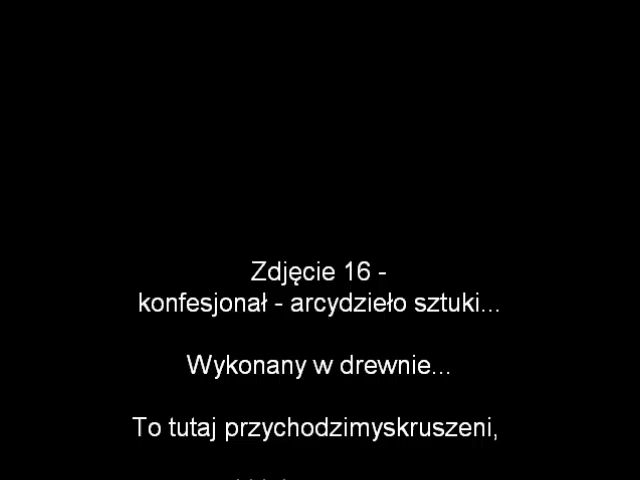 Zdjęcie 16 -
konfesjonał - arcydzieło sztuki...
Wykonany w drewnie...
To tutaj przychodzimyskruszeni,